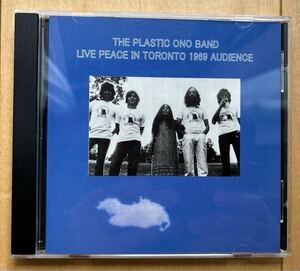 THE PLASTIC ONO BAND
LIVE PEACE IN TORONTO 1969 AUDIENCE